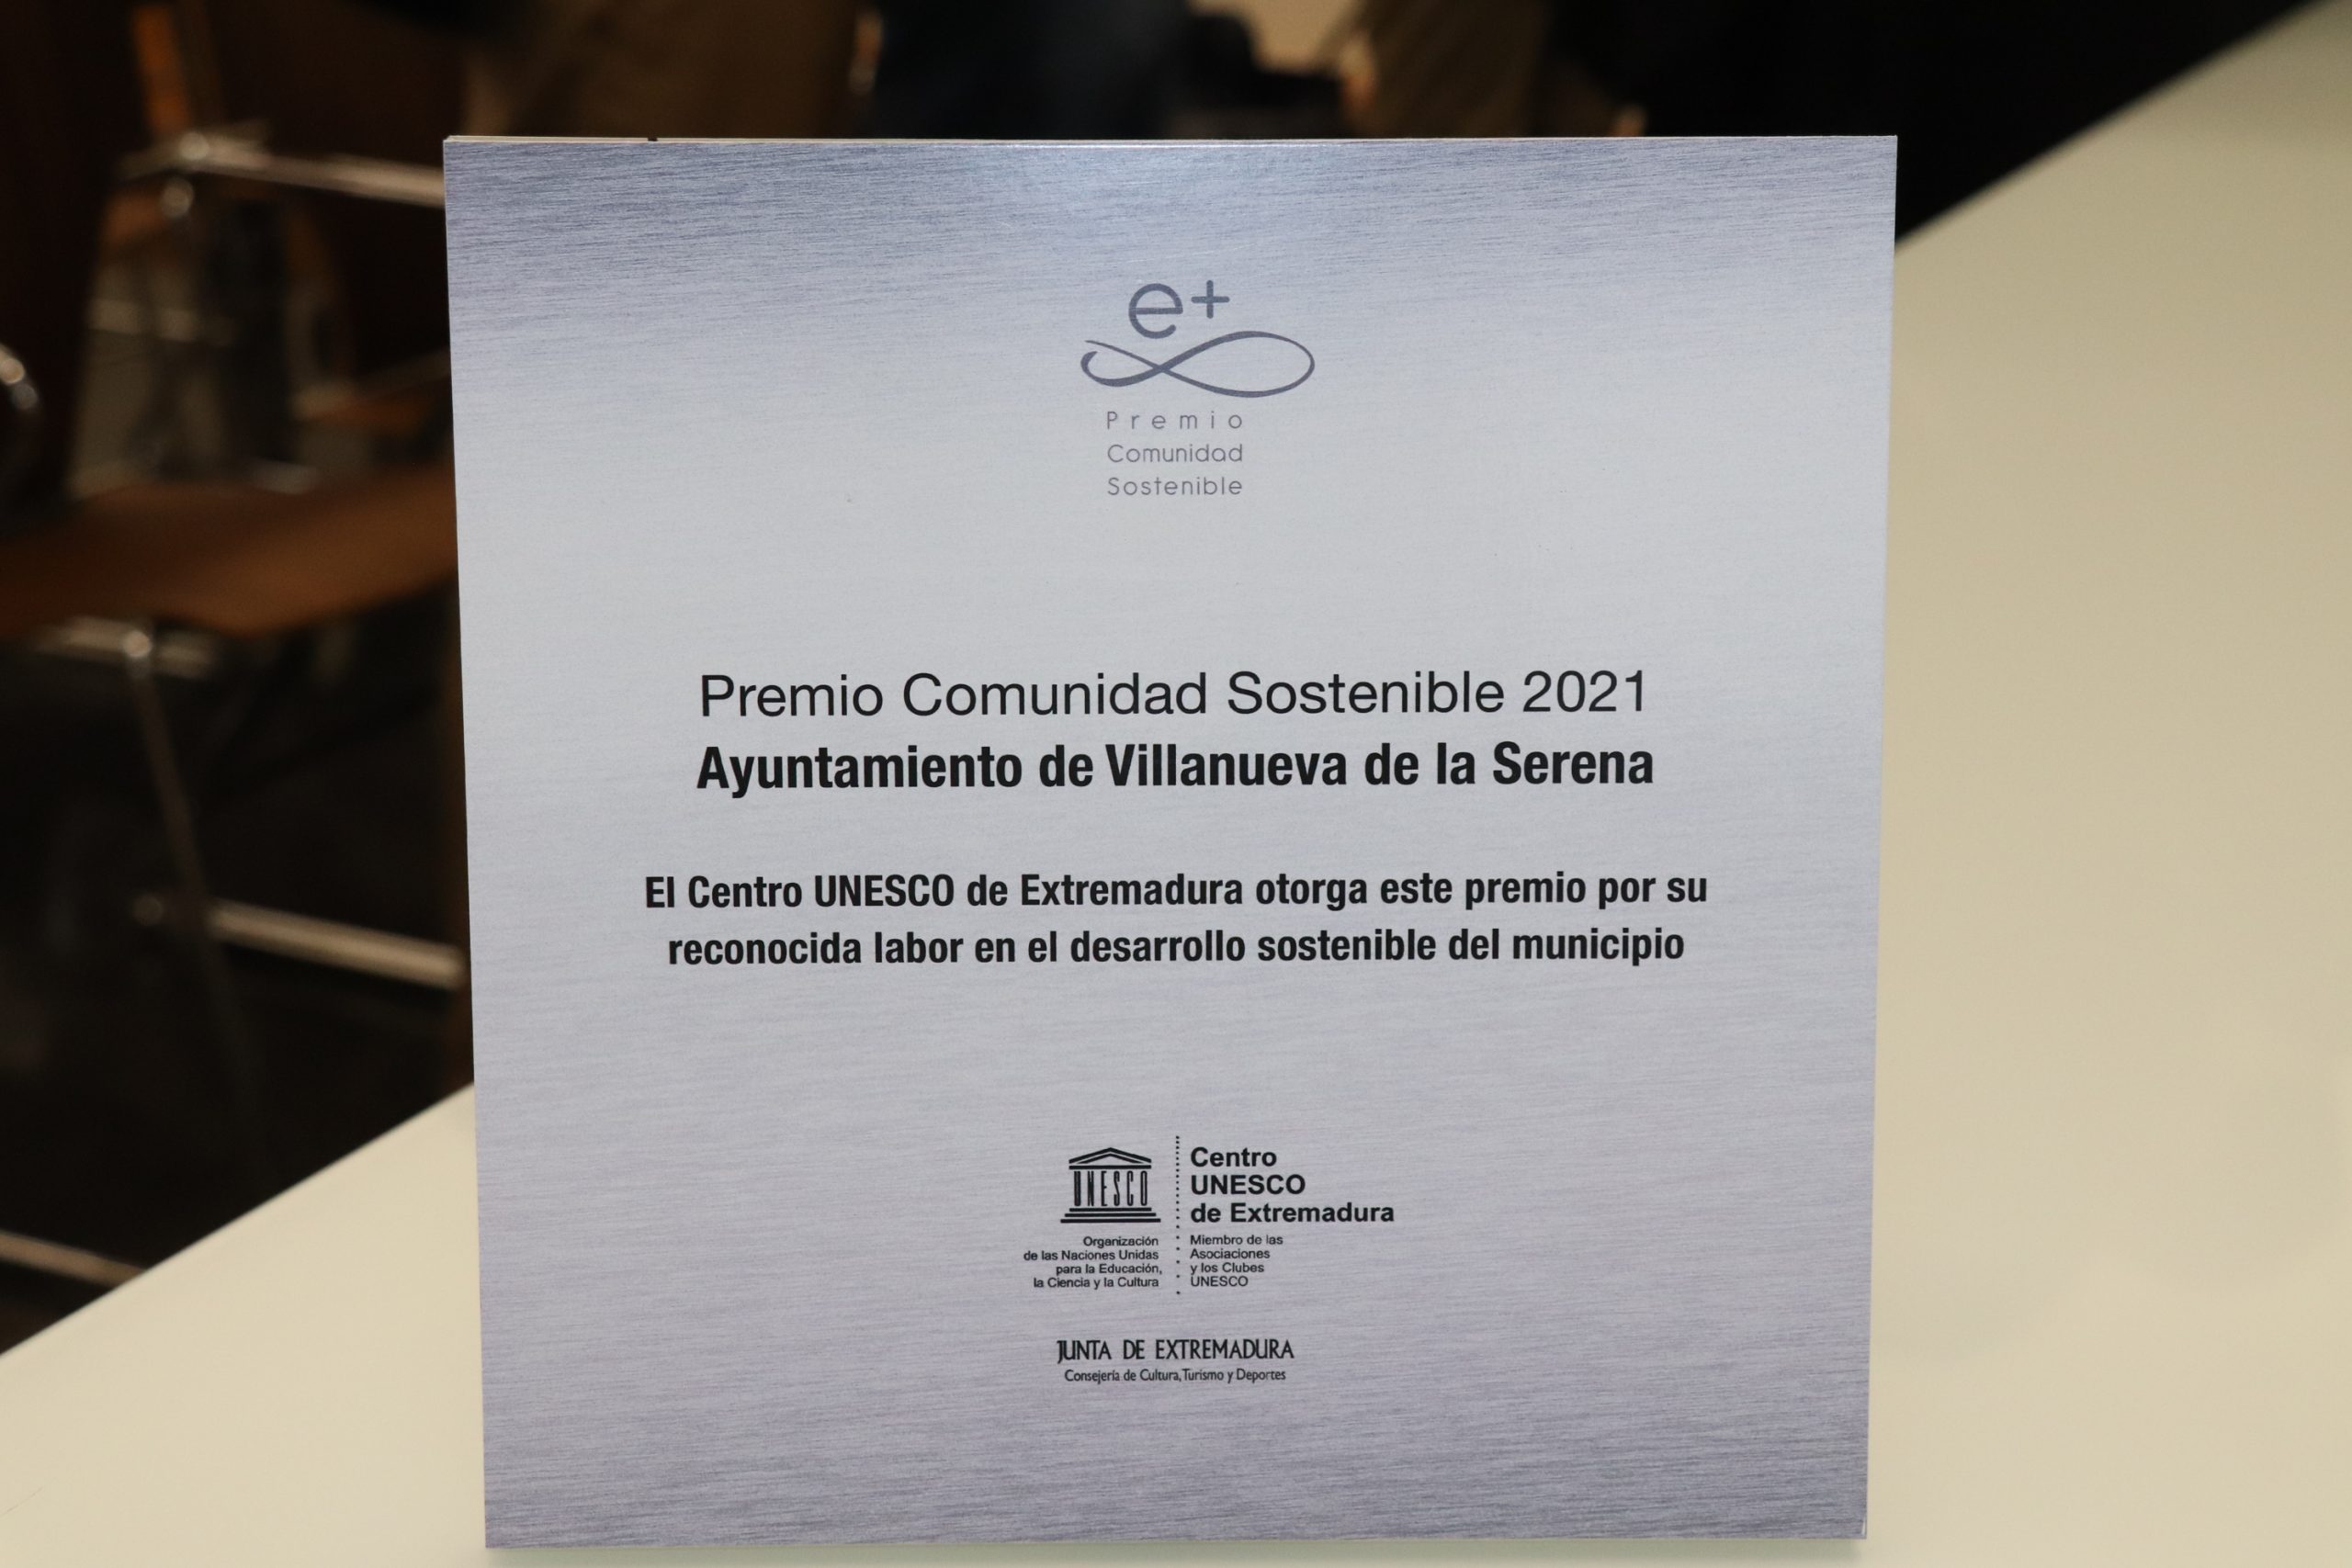 e+
Premio
Comunidad
Sostenible
Premio Comunidad Sostenible 2021
Ayuntamiento de Villanueva de la Serena
El Centro UNESCO de Extremadura otorga este premio por su
reconocida labor en el desarrollo sostenible del municipio
UNESCO
Organización
de las Naciones Unidas
para la Educación,
la Ciencia y la Cultura
Centro
UNESCO
de Extremadura
Miembro de las
Asociaciones
y los Clubes
UNESCO
JUNTA DE EXTREMADURA
Consejería de Cultura, Turismo y Deportes